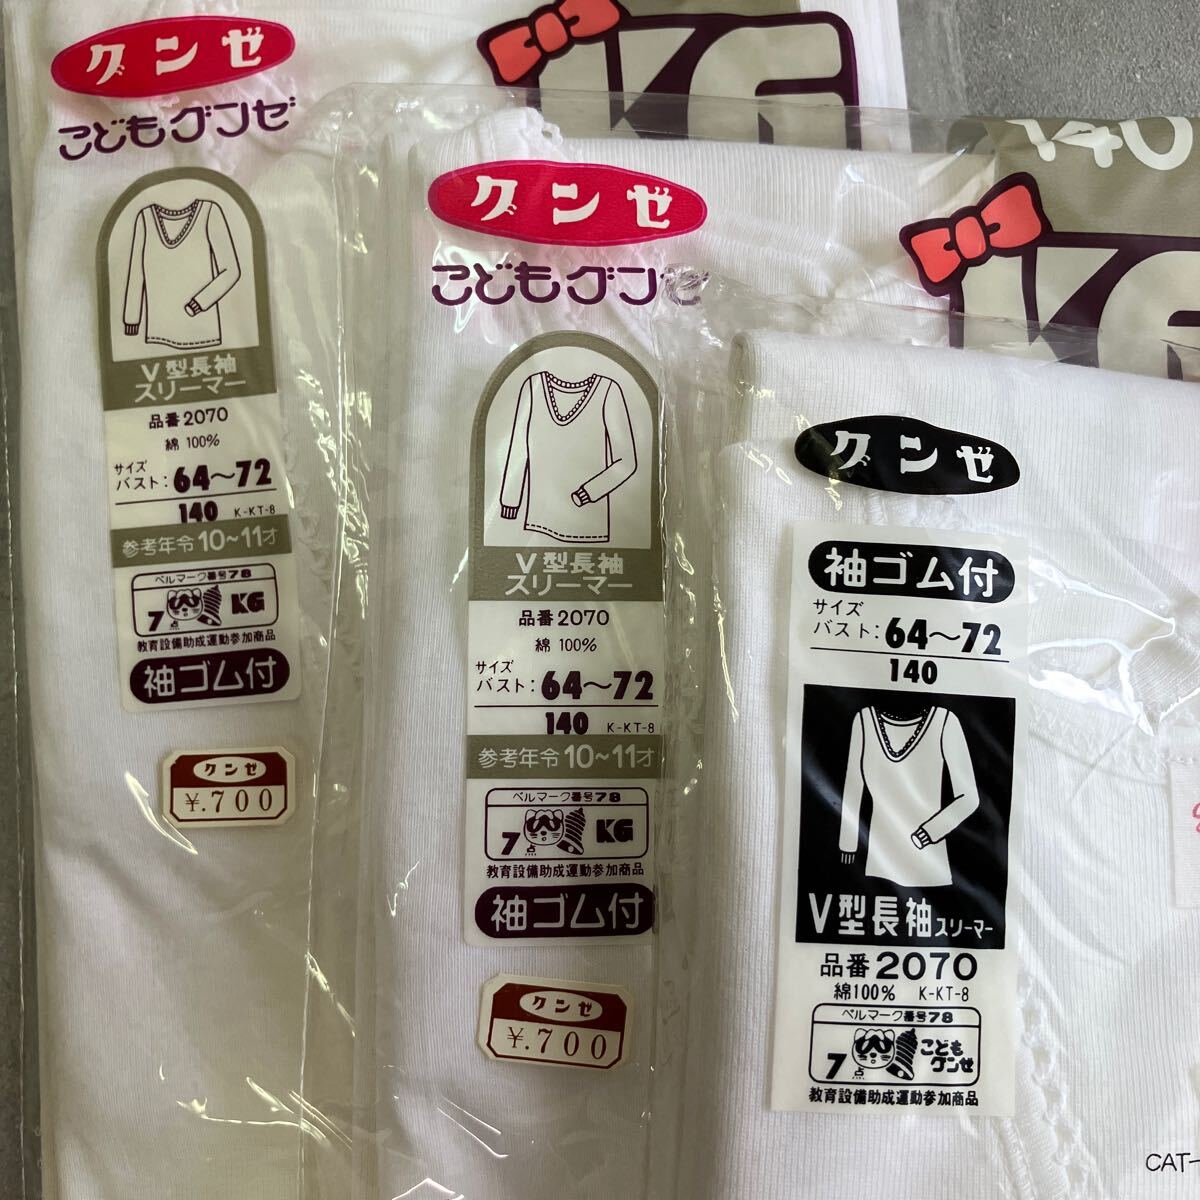 グンゼ
こどもグンゼ
V型長袖
スリーマー
品番2070
綿 100%
サイズ
バスト: 64〜72
140 K-KT-8
参考年令10〜11才
ベルマーク番号78
7点 KG
教育設備助成運動参加商品
袖ゴム付
グンゼ
¥.700
KG
グンゼ
こどもグンゼ
V型長袖
スリーマー
品番2070
綿 100%
サイズ
バスト: 64〜72
140 K-KT-8
参考年令10〜11才
ベルマーク番号78
7点 KG
教育設備助成運動参加商品
袖ゴム付
グンゼ
¥.700
140
KG
グンゼ
袖ゴム付
サイズ
バスト: 64〜72
140
V型長袖スリーマー
品番2070
綿100% K-KT-8
ベルマーク番号78
7点 こどもグンゼ
教育設備助成運動参加商品
CAT-